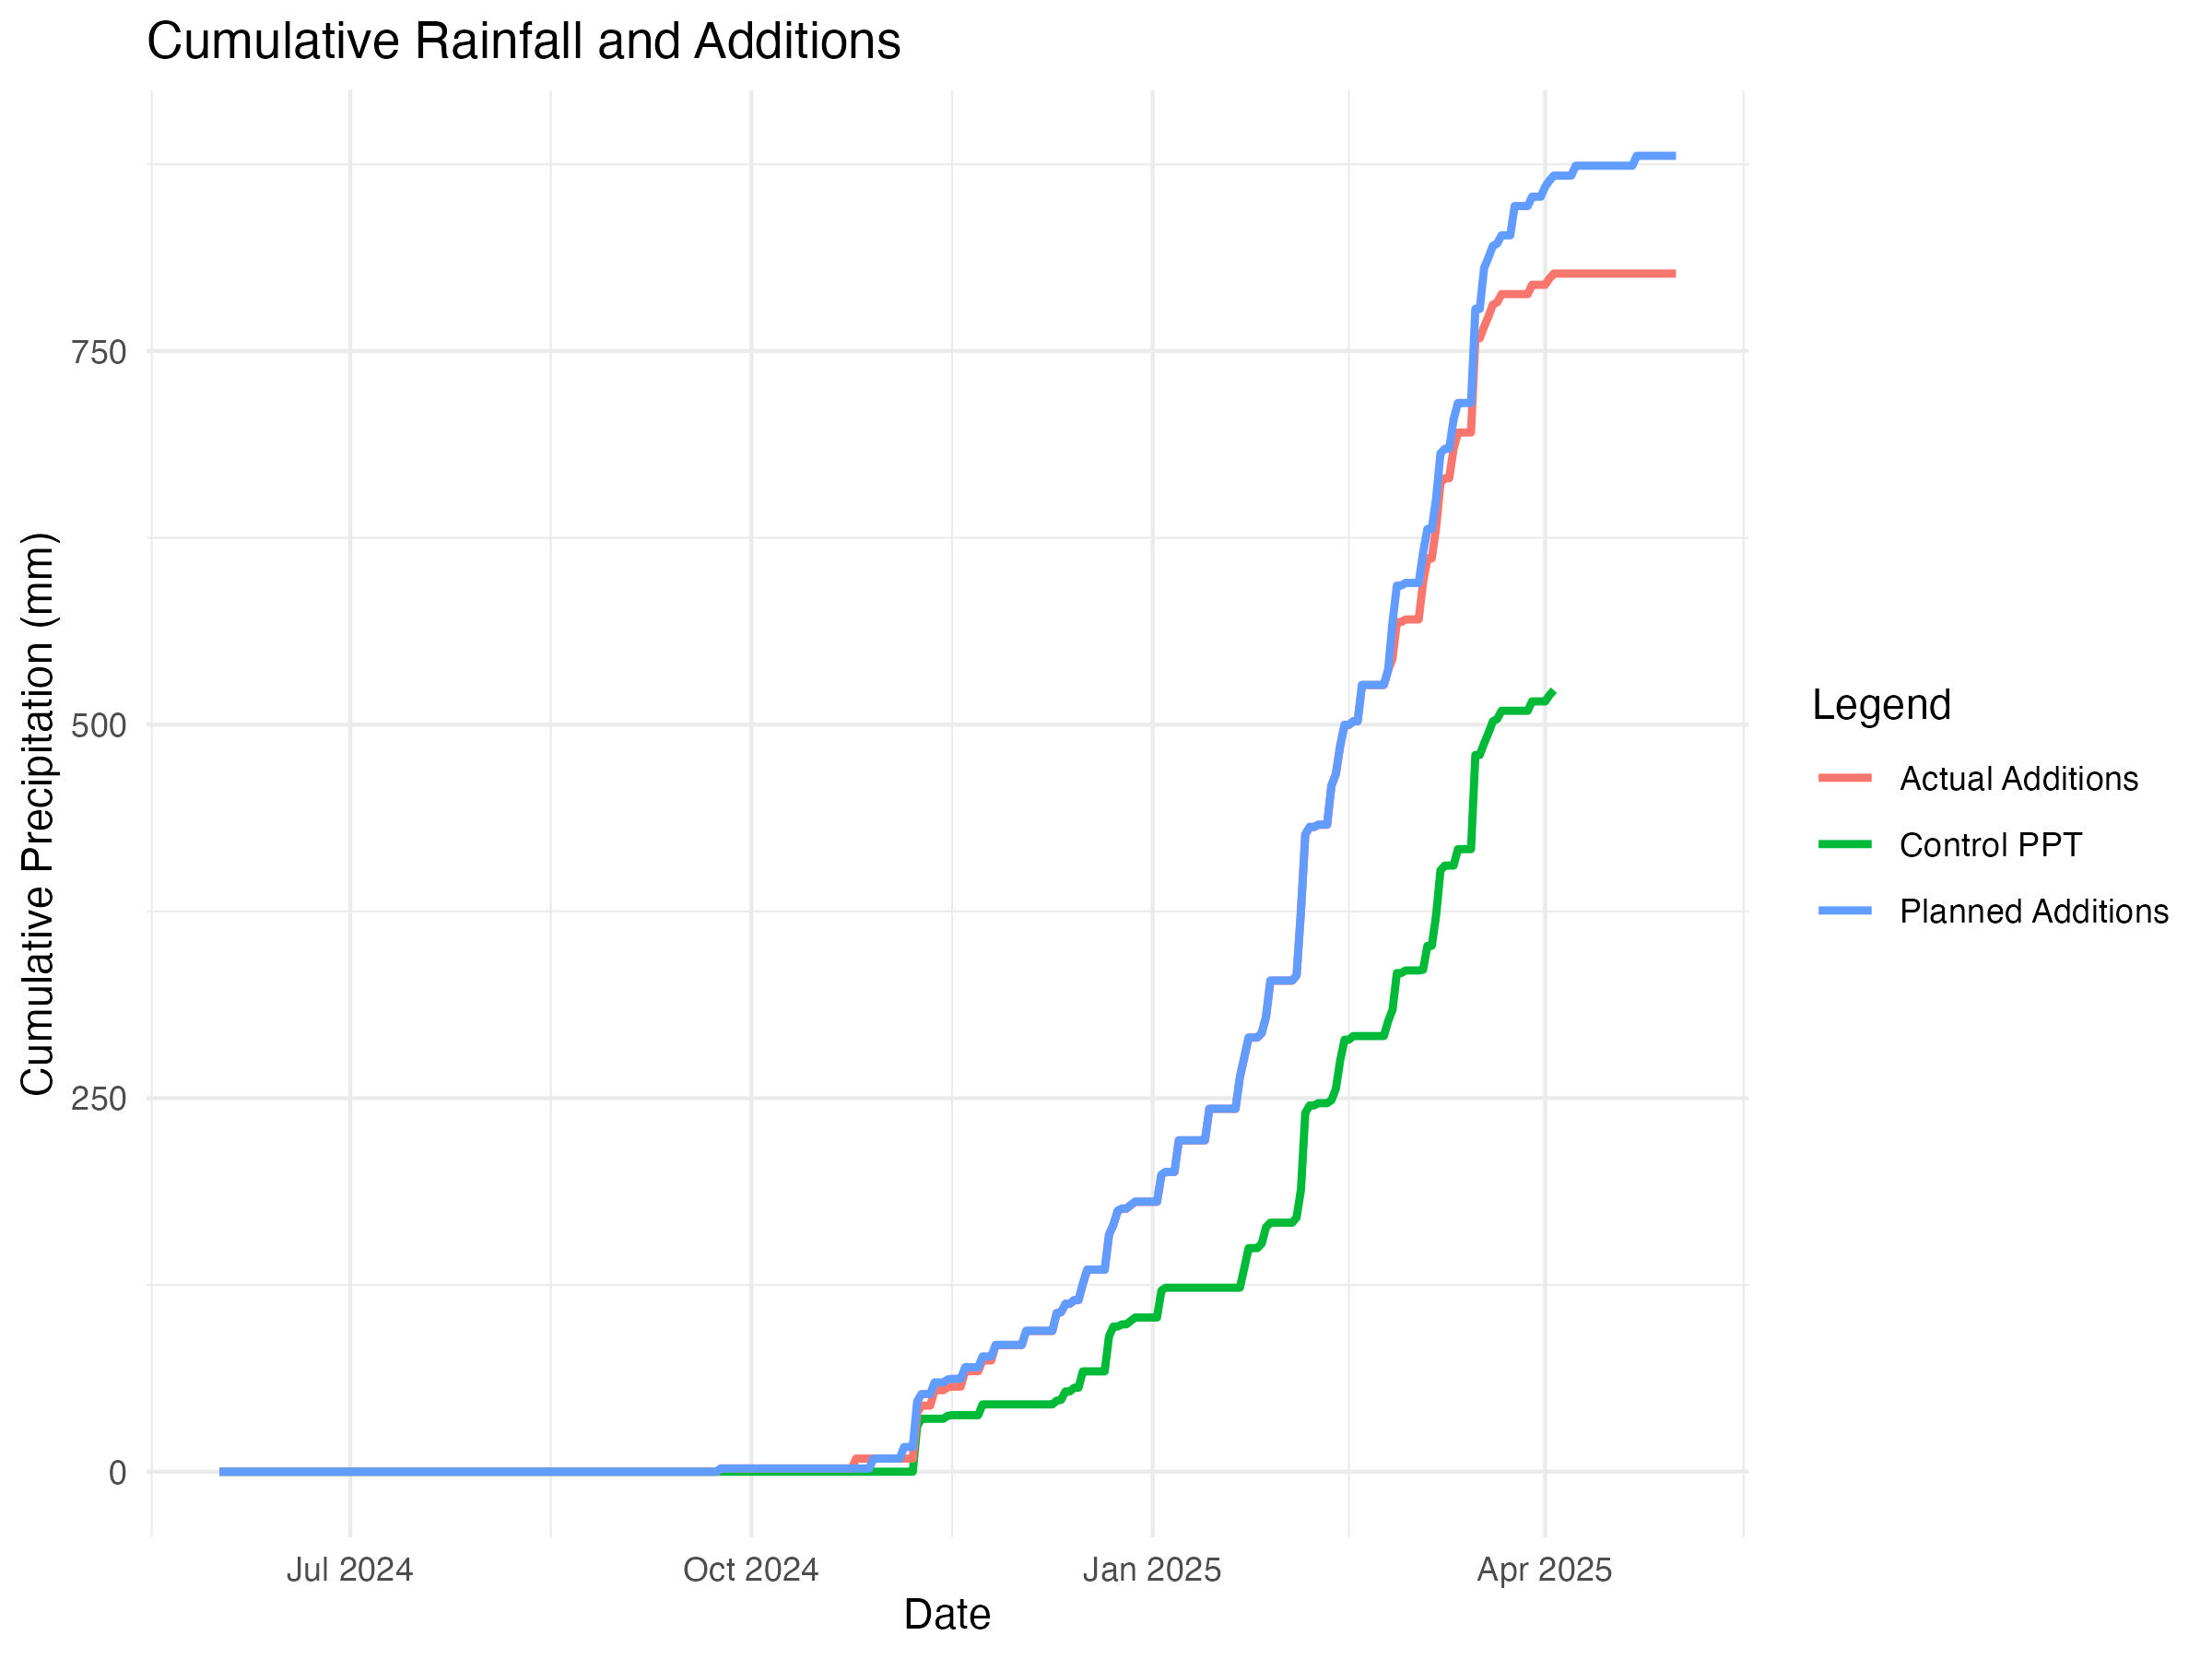 Cumulative Rainfall and Additions
Cumulative Precipitation (mm)
750
500
250
0
Jul 2024
Oct 2024
Jan 2025
Apr 2025
Date
Legend
Actual Additions
Control PPT
Planned Additions